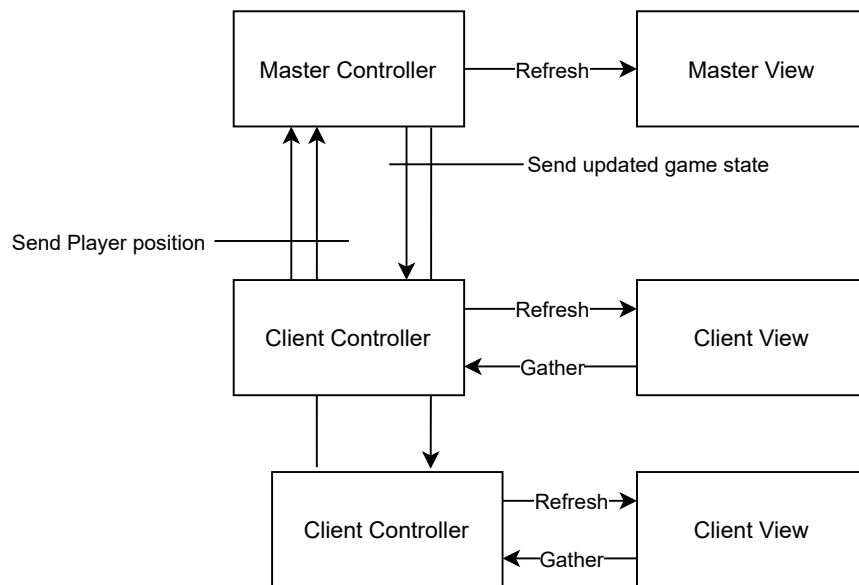 Master Controller
Refresh
Master View
Send updated game state
Send Player position
Client Controller
Refresh
Gather
Client View
Client Controller
Refresh
Gather
Client View